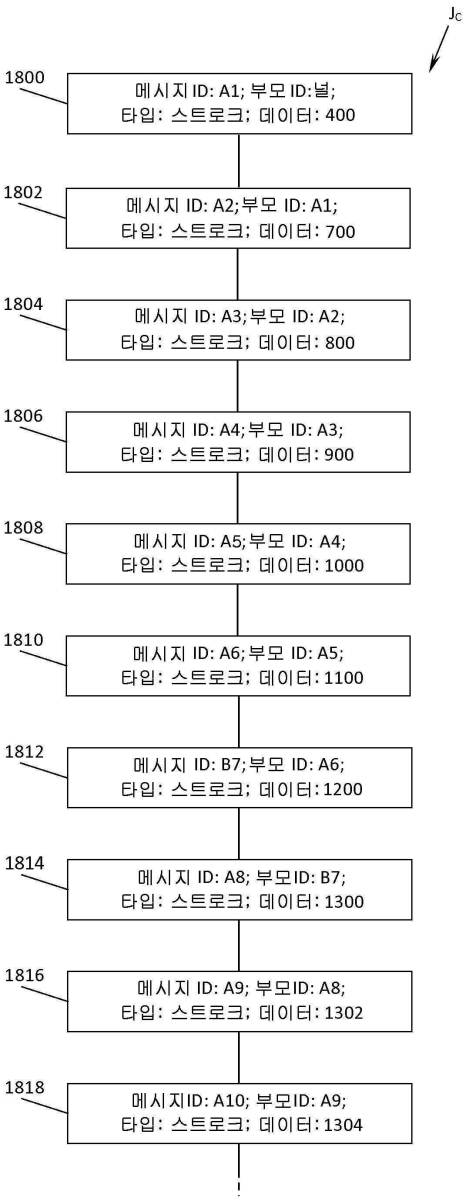 J_C
1800
메시지 ID: A1; 부모 ID:널;
타입: 스트로크; 데이터: 400
1802
메시지 ID: A2;부모 ID: A1;
타입: 스트로크; 데이터: 700
1804
메시지 ID: A3;부모 ID: A2;
타입: 스트로크; 데이터: 800
1806
메시지 ID: A4;부모 ID: A3;
타입: 스트로크; 데이터: 900
1808
메시지 ID: A5;부모 ID: A4;
타입: 스트로크; 데이터: 1000
1810
메시지 ID: A6;부모 ID: A5;
타입: 스트로크; 데이터: 1100
1812
메시지 ID: B7;부모 ID: A6;
타입: 스트로크; 데이터: 1200
1814
메시지 ID: A8; 부모ID: B7;
타입: 스트로크; 데이터: 1300
1816
메시지 ID: A9; 부모ID: A8;
타입: 스트로크; 데이터: 1302
1818
메시지ID: A10; 부모ID: A9;
타입: 스트로크; 데이터: 1304